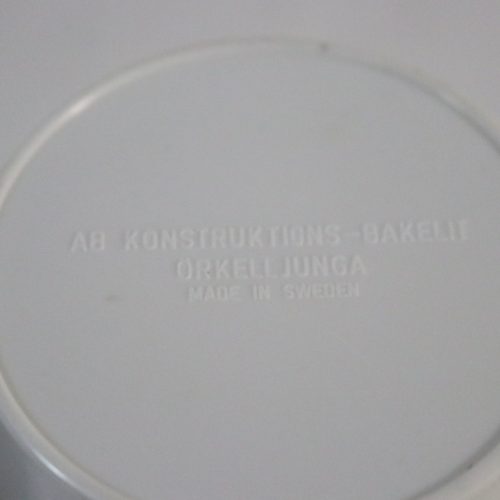 AB KONSTRUKTIONS-BAKELIT
ÖRKELLJUNGA
MADE IN SWEDEN